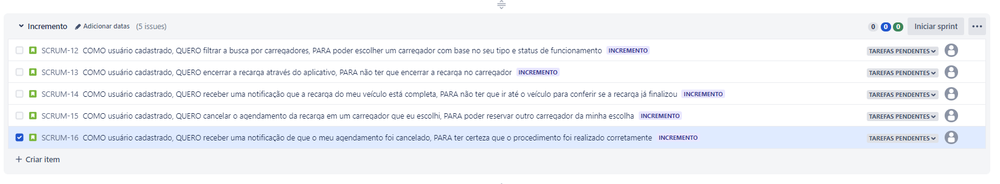 Incremento Adicionar datas (5 issues) 0 0 0 Iniciar sprint
SCRUM-12 COMO usuário cadastrado, QUERO filtrar a busca por carregadores, PARA poder escolher um carregador com base no seu tipo e status de funcionamento INCREMENTO TAREFAS PENDENTES
SCRUM-13 COMO usuário cadastrado, QUERO encerrar a recarga através do aplicativo, PARA não ter que encerrar a recarga no carregador INCREMENTO TAREFAS PENDENTES
SCRUM-14 COMO usuário cadastrado, QUERO receber uma notificação que a recarga do meu veículo está completa, PARA não ter que ir até o veículo para conferir se a recarga já finalizou INCREMENTO TAREFAS PENDENTES
SCRUM-15 COMO usuário cadastrado, QUERO cancelar o agendamento da recarga em um carregador que eu escolhi, PARA poder reservar outro carregador da minha escolha INCREMENTO TAREFAS PENDENTES
SCRUM-16 COMO usuário cadastrado, QUERO receber uma notificação de que o meu agendamento foi cancelado, PARA ter certeza que o procedimento foi realizado corretamente INCREMENTO TAREFAS PENDENTES
+ Criar item